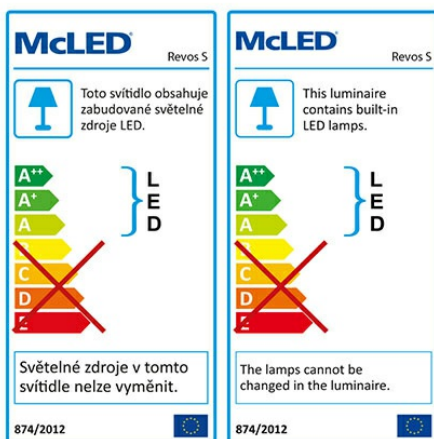 McLED
Revos S
Toto svítidlo obsahuje
zabudované světelné
zdroje LED.
A++
A+
A
L
E
D
B
C
D
E
Světelné zdroje v tomto
svítidle nelze vyměnit.
874/2012
McLED
Revos S
This luminaire
contains built-in
LED lamps.
A++
A+
A
L
E
D
B
C
D
E
The lamps cannot be
changed in the luminaire.
874/2012